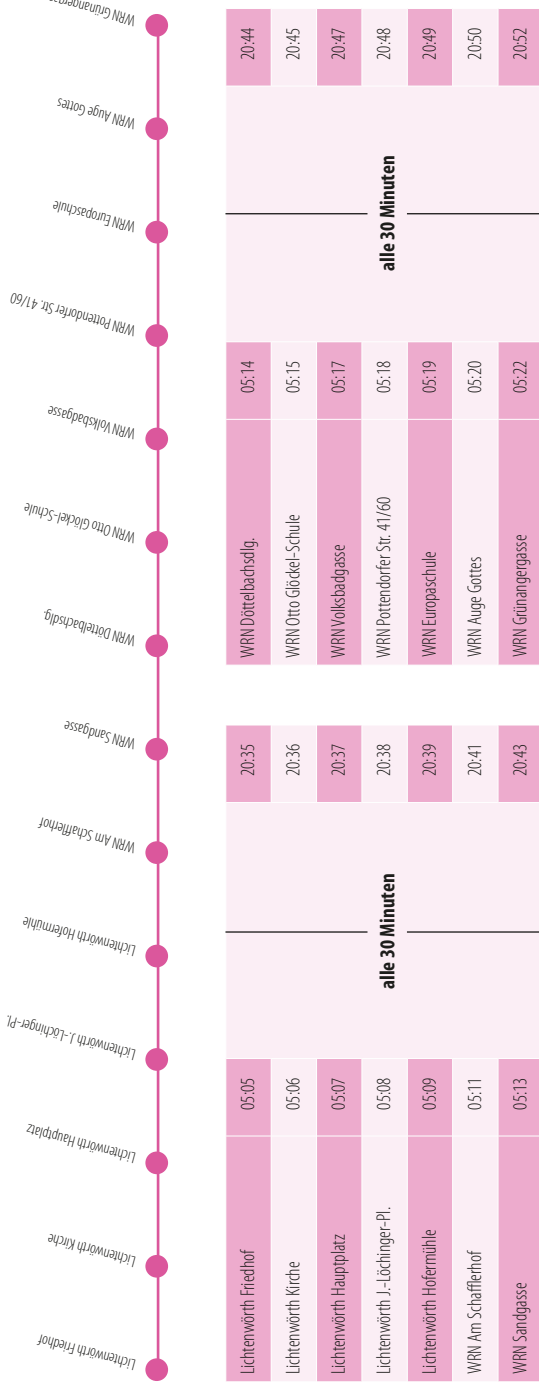 Lichtenwörth Friedhof
Lichtenwörth Kirche
Lichtenwörth Hauptplatz
Lichtenwörth J.-Löchinger-Pl.
Lichtenwörth Hofermühle
WRN Am Schafflerhof
WRN Sandgasse
WRN Döttelbachsdlg.
WRN Otto Glöckel-Schule
WRN Volksbadgasse
WRN Pottendorfer Str. 41/60
WRN Europaschule
WRN Auge Gottes
WRN Grünangergas
Lichtenwörth Friedhof 05:05 20:35
Lichtenwörth Kirche 05:06 20:36
Lichtenwörth Hauptplatz 05:07 20:37
Lichtenwörth J.-Löchinger-Pl. 05:08 alle 30 Minuten 20:38
Lichtenwörth Hofermühle 05:09 20:39
WRN Am Schafflerhof 05:11 20:41
WRN Sandgasse 05:13 20:43
WRN Döttelbachsdlg. 05:14 20:44
WRN Otto Glöckel-Schule 05:15 20:45
WRN Volksbadgasse 05:17 20:47
WRN Pottendorfer Str. 41/60 05:18 alle 30 Minuten 20:48
WRN Europaschule 05:19 20:49
WRN Auge Gottes 05:20 20:50
WRN Grünangergasse 05:22 20:52